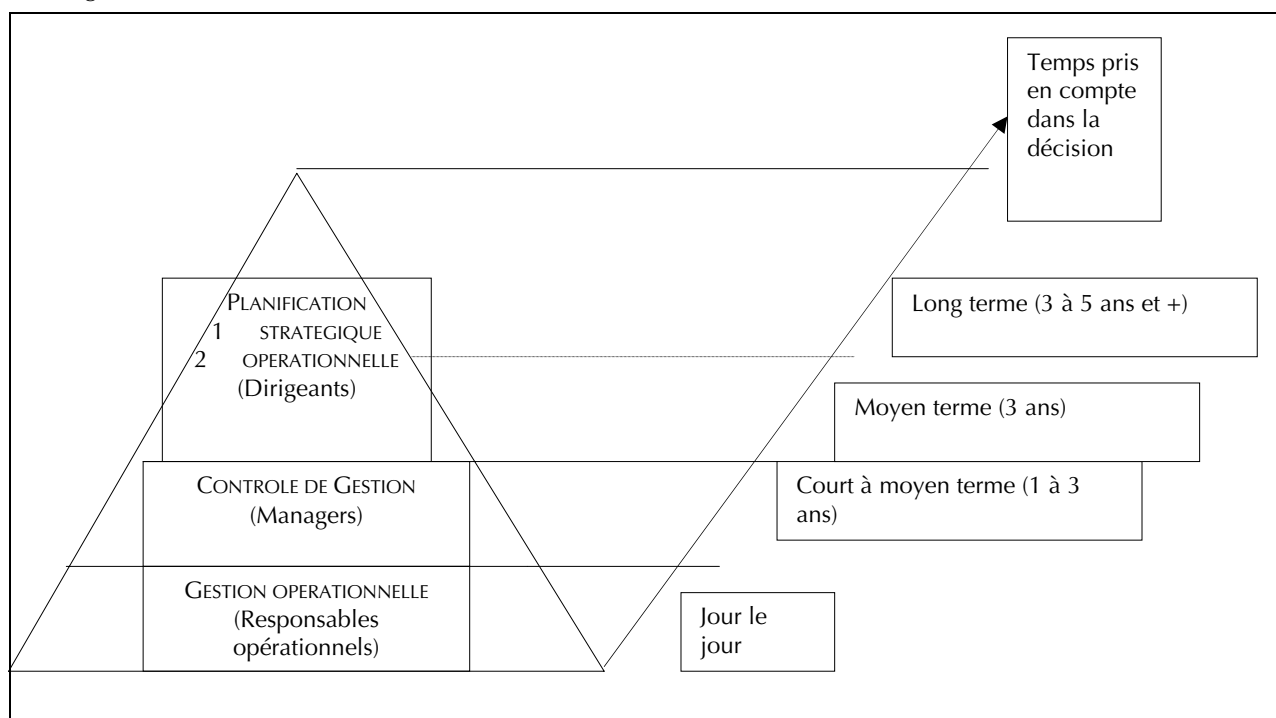 Temps pris
en compte
dans la
décision
PLANIFICATION
1 STRATEGIQUE
2 OPERATIONNELLE
(Dirigeants)
Long terme (3 à 5 ans et +)
Moyen terme (3 ans)
CONTROLE DE GESTION
(Managers)
Court à moyen terme (1 à 3
ans)
GESTION OPERATIONNELLE
(Responsables
opérationnels)
Jour le
jour